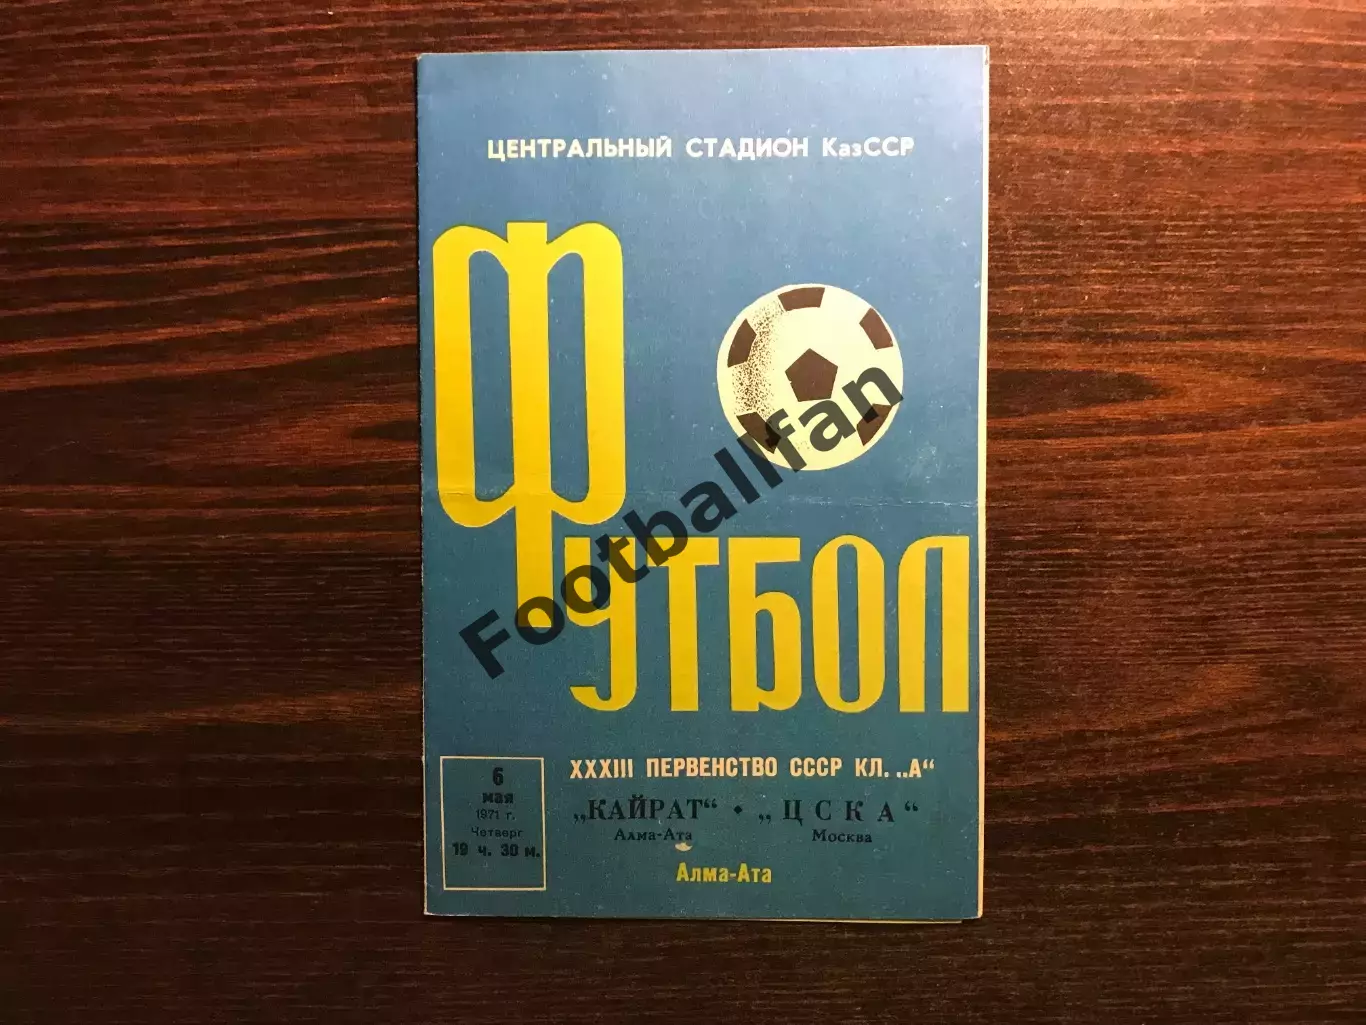 ЦЕНТРАЛЬНЫЙ СТАДИОН КазССР
ФУТБОЛ
Footballfan
XXXIII ПЕРВЕНСТВО СССР КЛ. „А“
„КАЙРАТ“ • „ЦСКА“
Алма-Ата Москва
Алма-Ата
6
мая
1971 г.
Четверг
19 ч. 30 м.